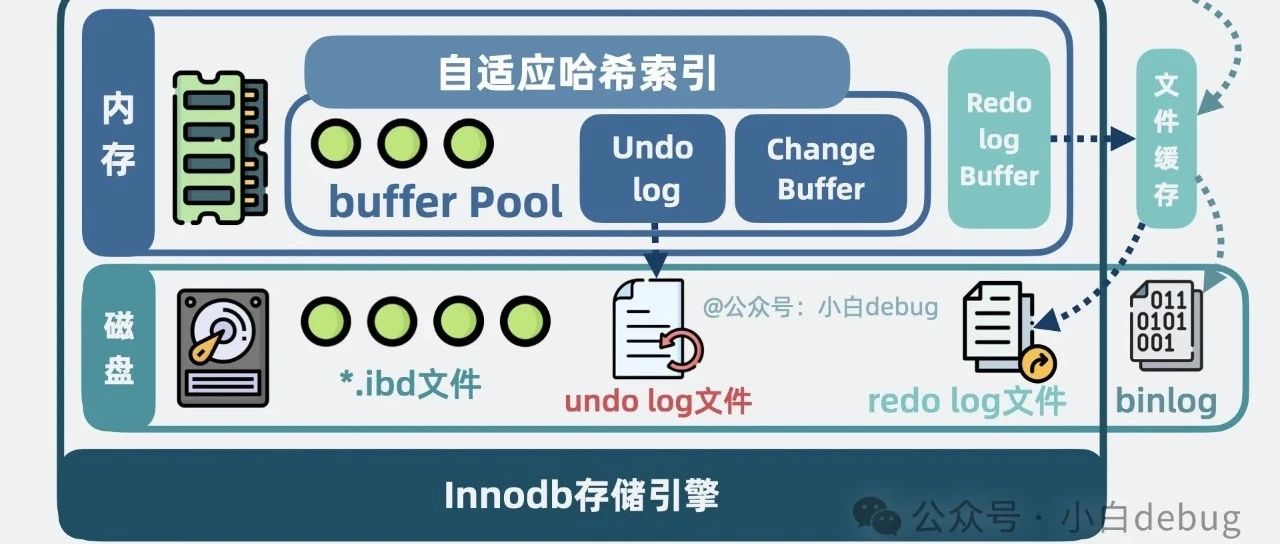 内存
自适应哈希索引
buffer Pool
Undo
log
Change
Buffer
Redo
log
Buffer
文件缓存
磁盘
*.ibd文件
undo log文件
@公众号：小白debug
redo log文件
011
0101
001
binlog
Innodb存储引擎
公众号 · 小白debug